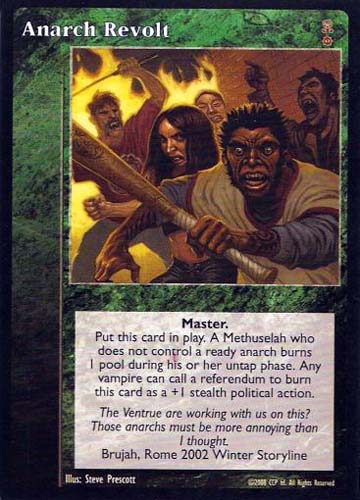 Anarch Revolt
Master.
Put this card in play. A Methuselah who
does not control a ready anarch burns
1 pool during his or her untap phase. Any
vampire can call a referendum to burn
this card as a +1 stealth political action.
The Ventrue are working with us on this?
Those anarchs must be more annoying than
I thought.
Brujah, Rome 2002 Winter Storyline
Illus: Steve Prescott
©2008 CCP hf. All Rights Reserved